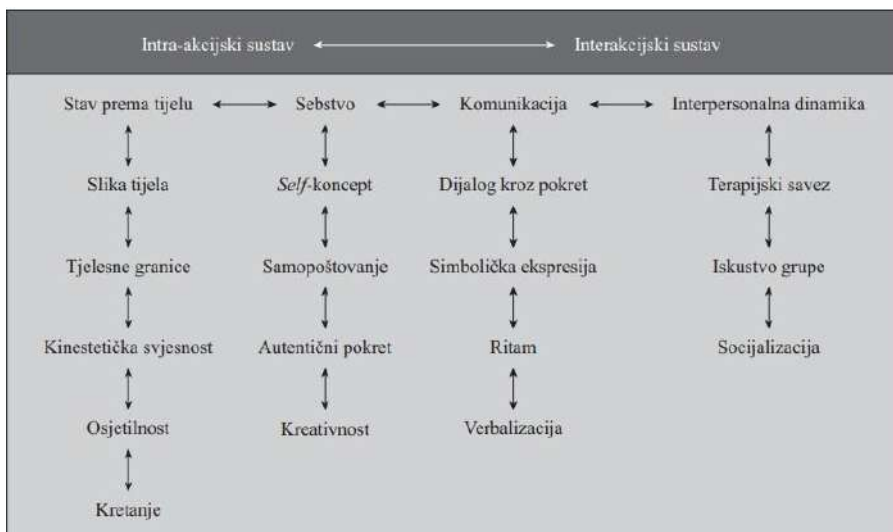 Intra-akcijski sustav Interakcijski sustav
Stav prema tijelu Sebstvo Komunikacija Interpersonalna dinamika
Slika tijela Self-koncept Dijalog kroz pokret Terapijski savez
Tjelesne granice Samopoštovanje Simbolička ekspresija Iskustvo grupe
Kinestetička svjesnost Autentični pokret Ritam Socijalizacija
Osjetilnost Kreativnost Verbalizacija
Kretanje